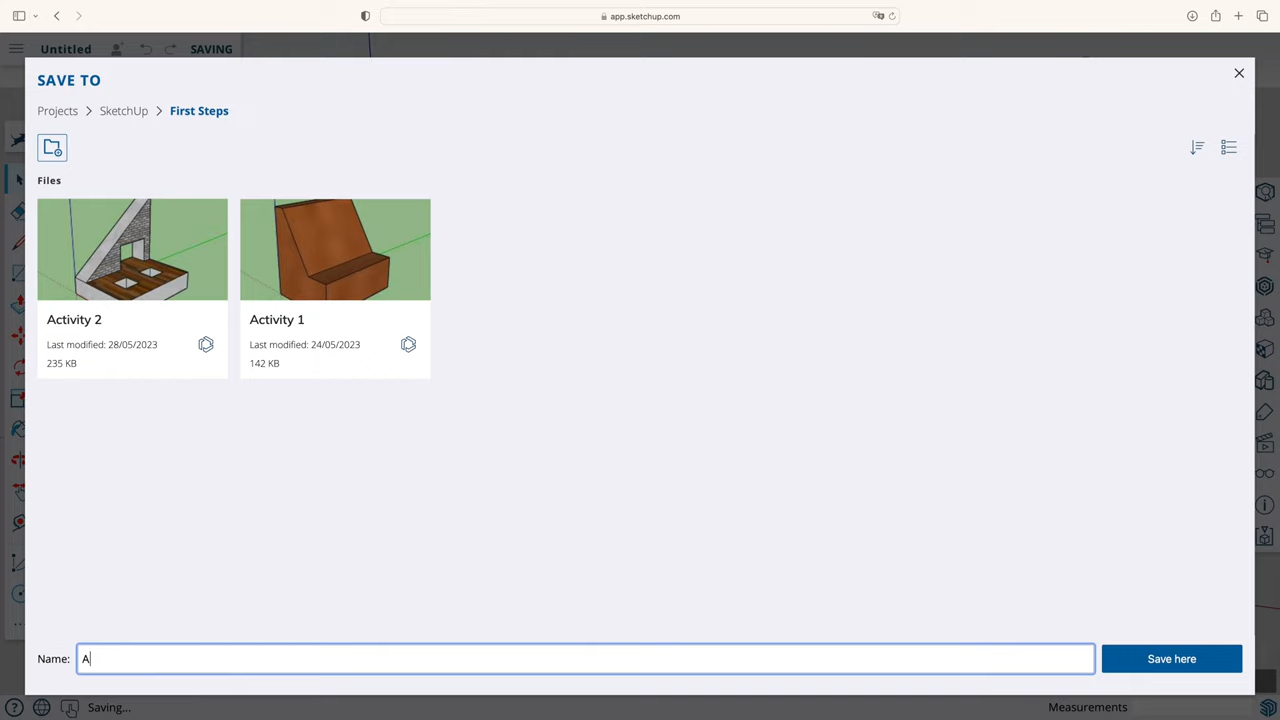 app.sketchup.com
Untitled
SAVING
SAVE TO
Projects > SketchUp > First Steps
Files
Activity 2
Last modified: 28/05/2023
235 KB
Activity 1
Last modified: 24/05/2023
142 KB
Name: A
Save here
Saving...
Measurements